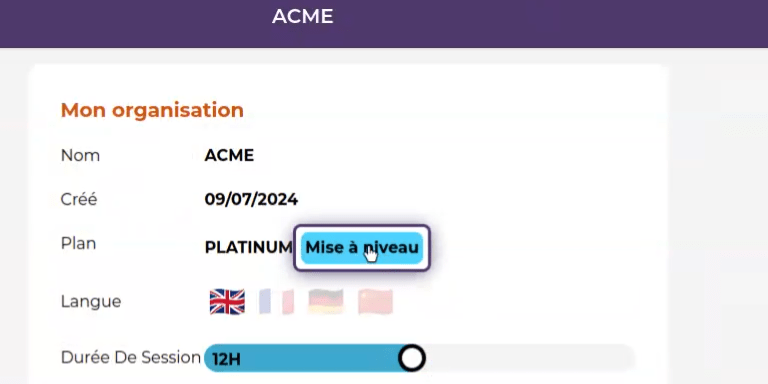 ACME
Mon organisation
Nom ACME
Créé 09/07/2024
Plan PLATINUM Mise à niveau
Langue
Durée De Session 12H